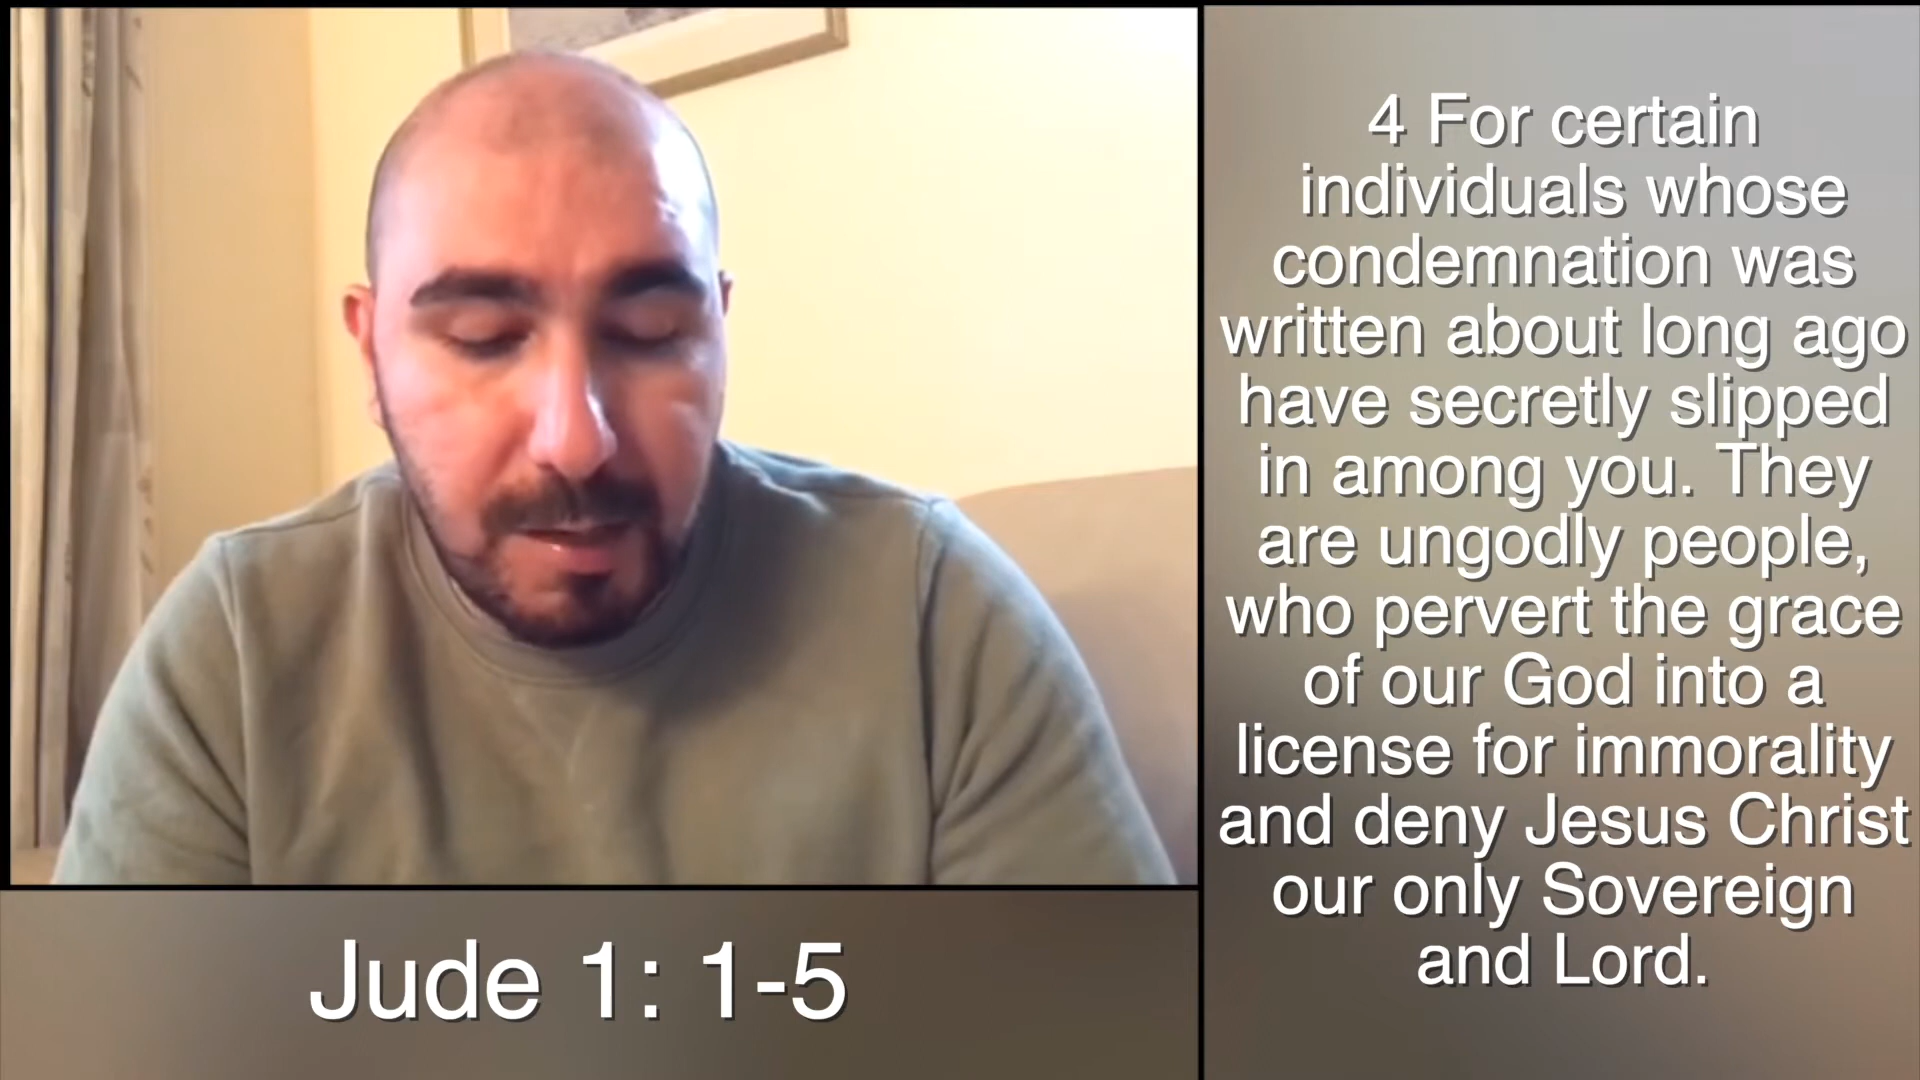 4 For certain
individuals whose
condemnation was
written about long ago
have secretly slipped
in among you. They
are ungodly people,
who pervert the grace
of our God into a
license for immorality
and deny Jesus Christ
our only Sovereign
and Lord.
Jude 1: 1-5